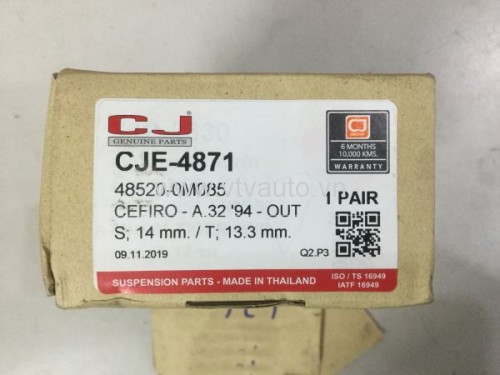 CJ
GENUINE PARTS
CJ
GROUP
6 MONTHS
10,000 KMS.
WARRANTY
CJE-4871
48520-0M085
1 PAIR
CEFIRO - A.32 '94 - OUT
S; 14 mm. / T; 13.3 mm.
09.11.2019
Q2.P3
SUSPENSION PARTS - MADE IN THAILAND
ISO / TS 16949
IATF 16949